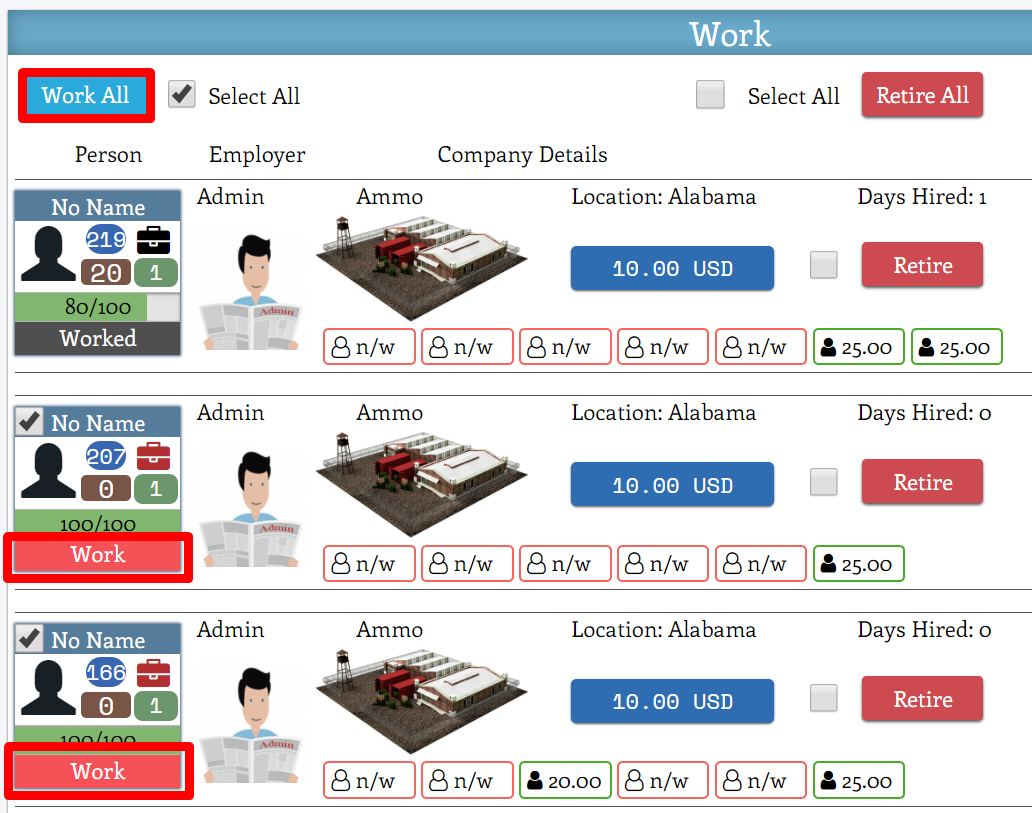 Work
Work All Select All Select All Retire All
Person Employer Company Details
No Name Admin Ammo Location: Alabama Days Hired: 1
219
20 1
Admin
10.00 USD Retire
80/100
Worked
n/w n/w n/w n/w n/w 25.00 25.00
No Name Admin Ammo Location: Alabama Days Hired: 0
207
0 1
Admin
10.00 USD Retire
100/100
Work
n/w n/w n/w n/w n/w 25.00
No Name Admin Ammo Location: Alabama Days Hired: 0
166
0 1
Admin
10.00 USD Retire
100/100
Work
n/w n/w 20.00 n/w n/w 25.00